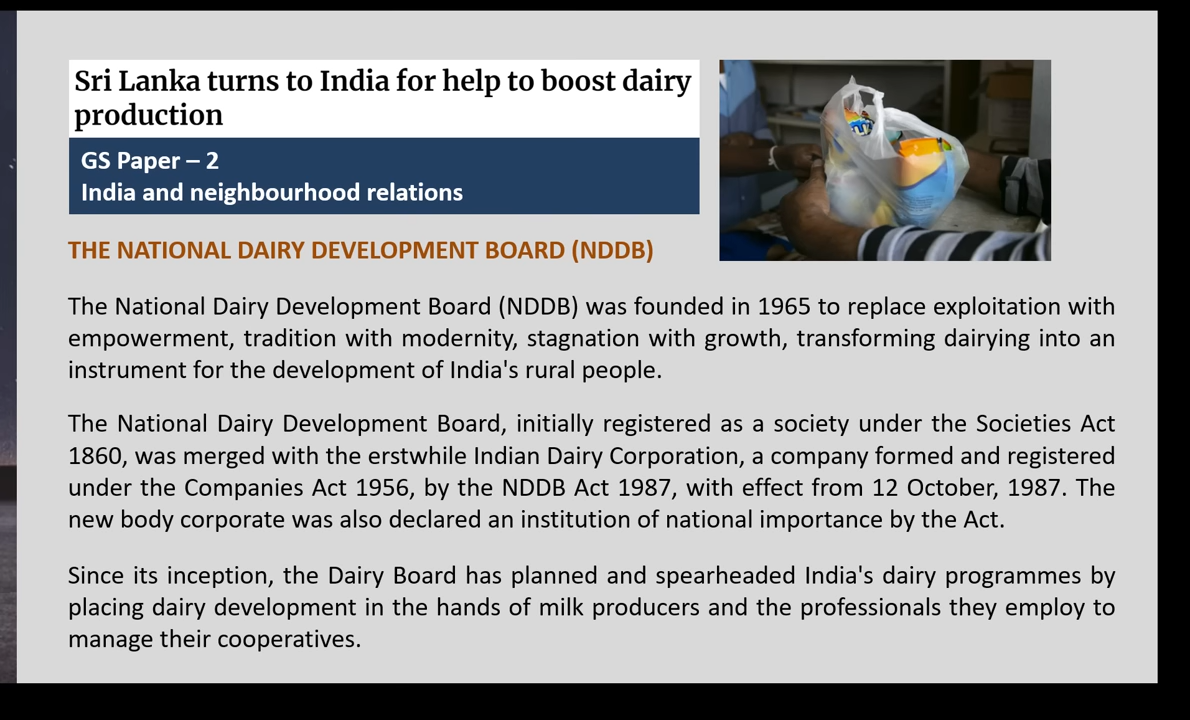 Sri Lanka turns to India for help to boost dairy
production
GS Paper – 2
India and neighbourhood relations
THE NATIONAL DAIRY DEVELOPMENT BOARD (NDDB)
The National Dairy Development Board (NDDB) was founded in 1965 to replace exploitation with
empowerment, tradition with modernity, stagnation with growth, transforming dairying into an
instrument for the development of India's rural people.
The National Dairy Development Board, initially registered as a society under the Societies Act
1860, was merged with the erstwhile Indian Dairy Corporation, a company formed and registered
under the Companies Act 1956, by the NDDB Act 1987, with effect from 12 October, 1987. The
new body corporate was also declared an institution of national importance by the Act.
Since its inception, the Dairy Board has planned and spearheaded India's dairy programmes by
placing dairy development in the hands of milk producers and the professionals they employ to
manage their cooperatives.